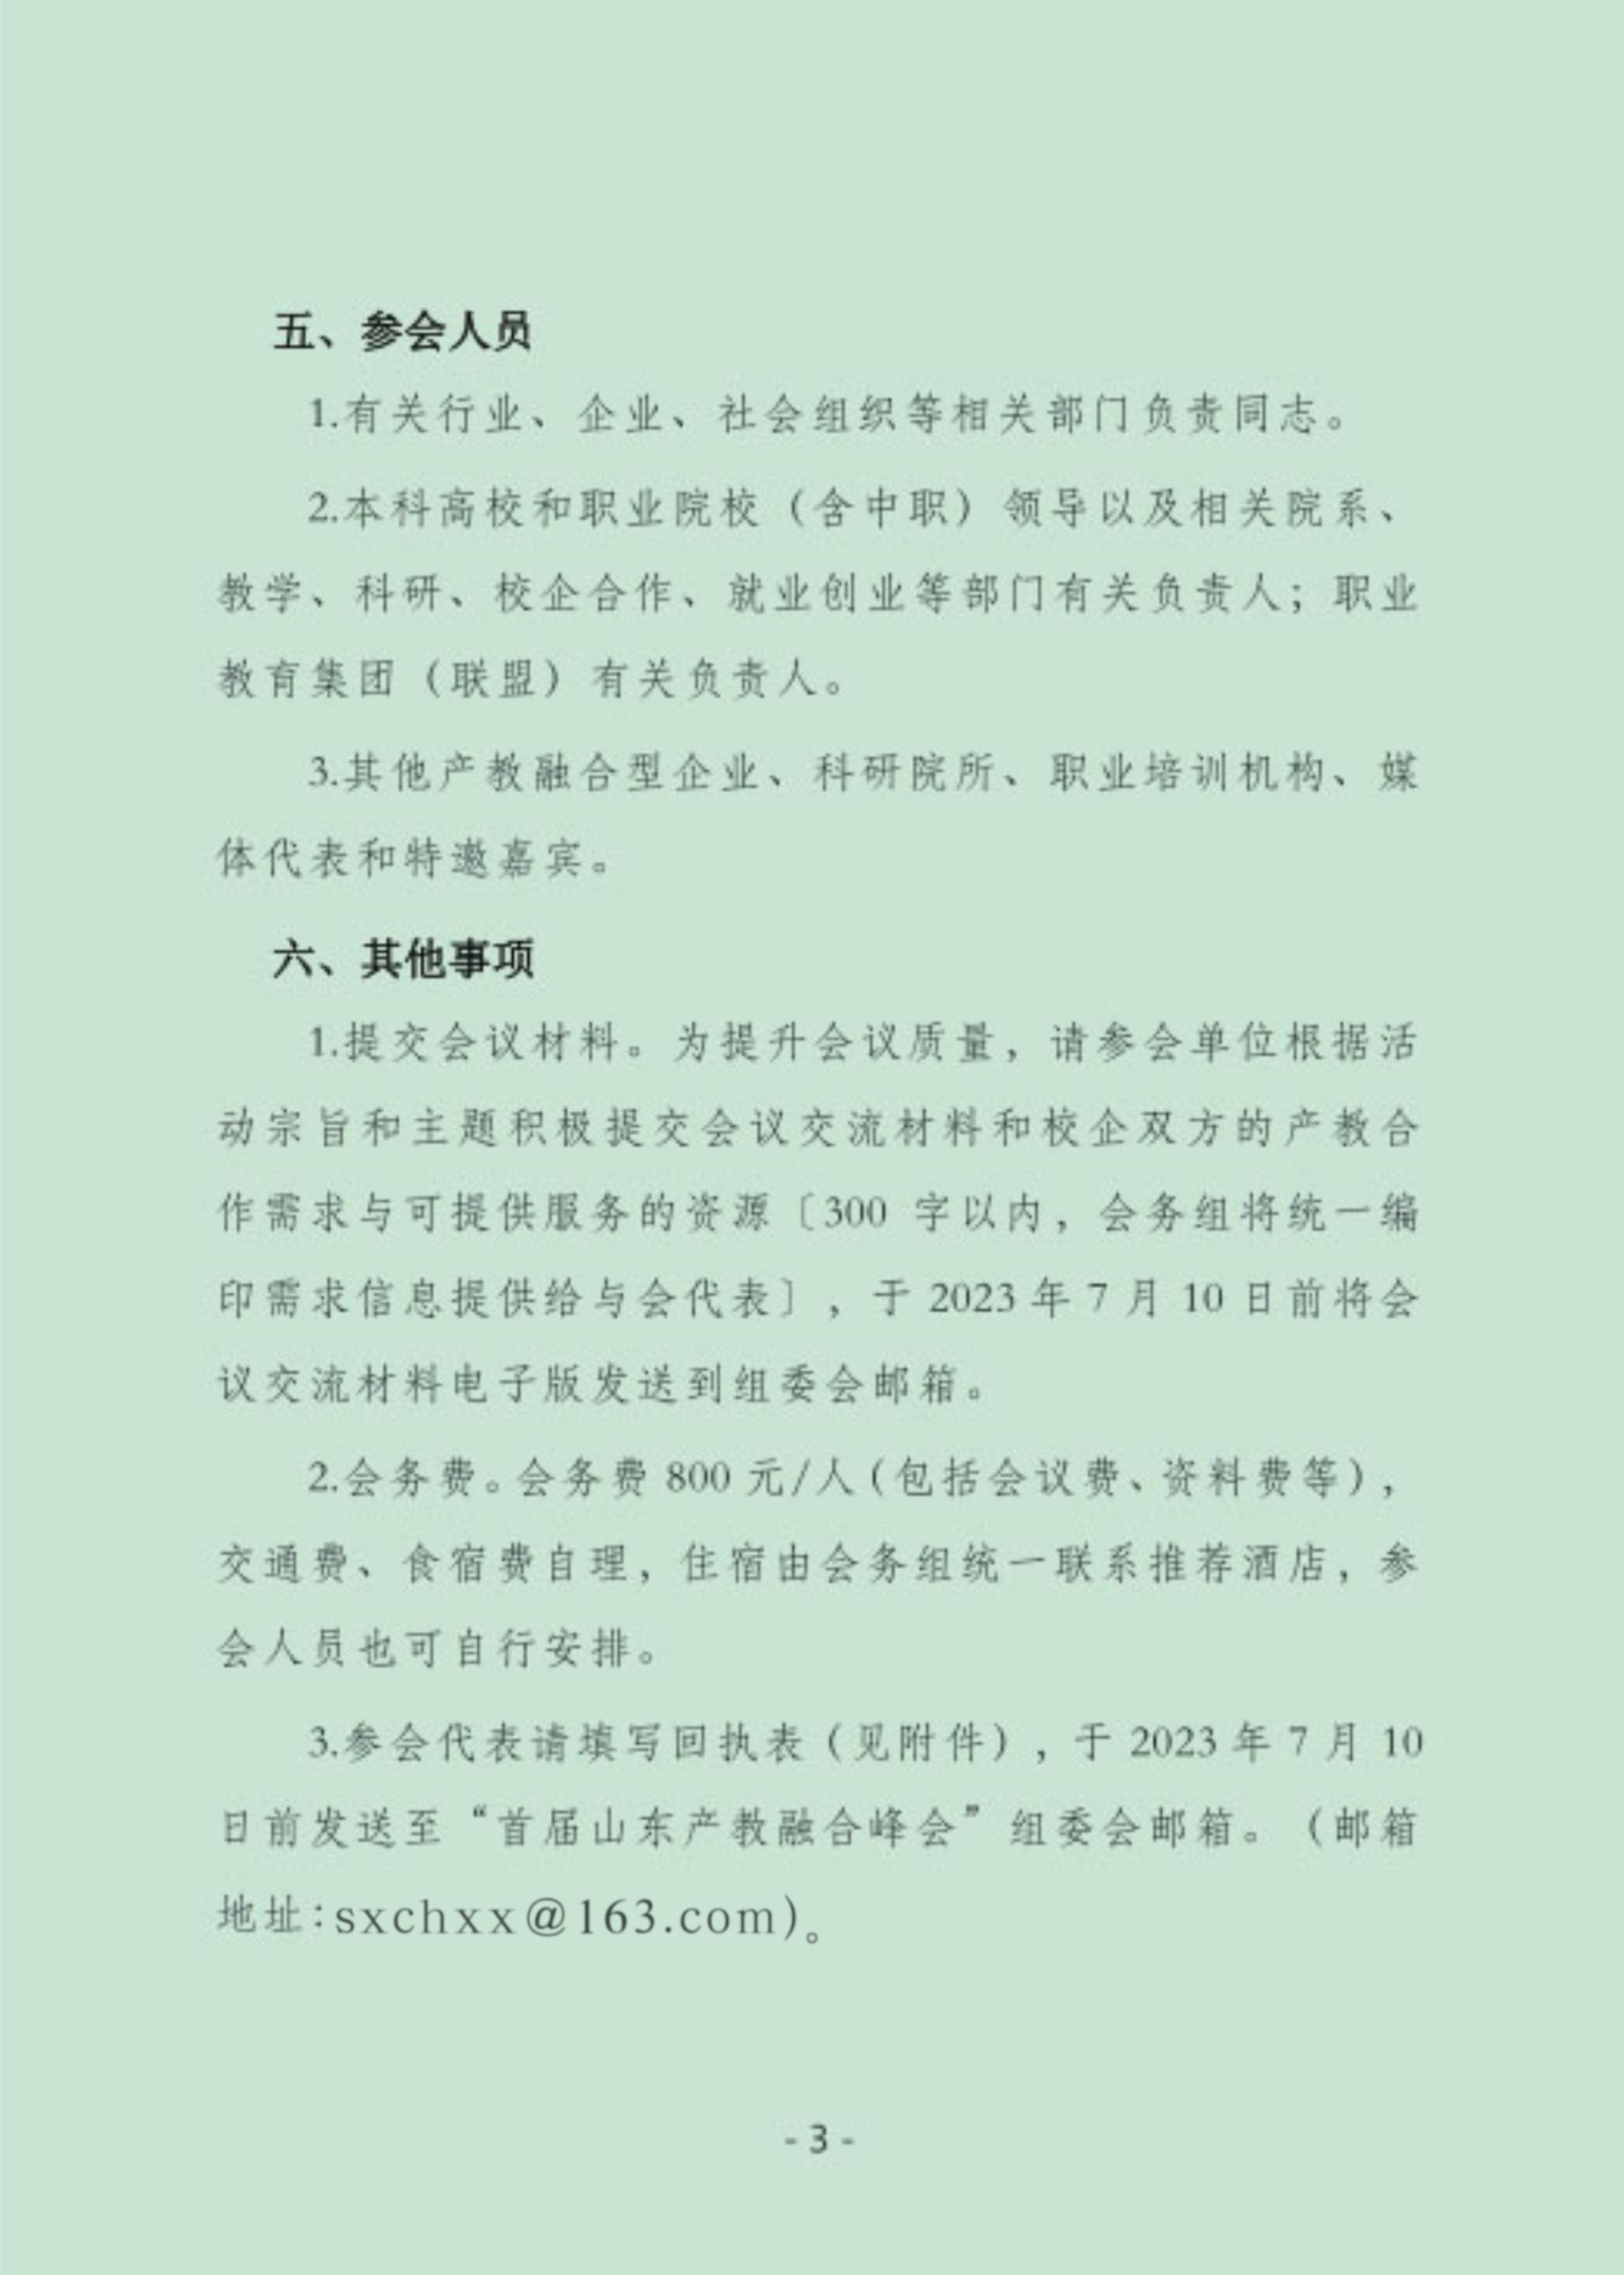 五、参会人员
1.有关行业、企业、社会组织等相关部门负责同志。
2.本科高校和职业院校（含中职）领导以及相关院系、
教学、科研、校企合作、就业创业等部门有关负责人；职业
教育集团（联盟）有关负责人。
3.其他产教融合型企业、科研院所、职业培训机构、媒
体代表和特邀嘉宾。
六、其他事项
1.提交会议材料。为提升会议质量，请参会单位根据活
动宗旨和主题积极提交会议交流材料和校企双方的产教合
作需求与可提供服务的资源〔300 字以内，会务组将统一编
印需求信息提供给与会代表〕，于 2023 年 7 月 10 日前将会
议交流材料电子版发送到组委会邮箱。
2.会务费。会务费 800 元/人（包括会议费、资料费等），
交通费、食宿费自理，住宿由会务组统一联系推荐酒店，参
会人员也可自行安排。
3.参会代表请填写回执表（见附件），于 2023 年 7 月 10
日前发送至“首届山东产教融合峰会”组委会邮箱。（邮箱
地址：sxchxx@163.com）。
- 3 -